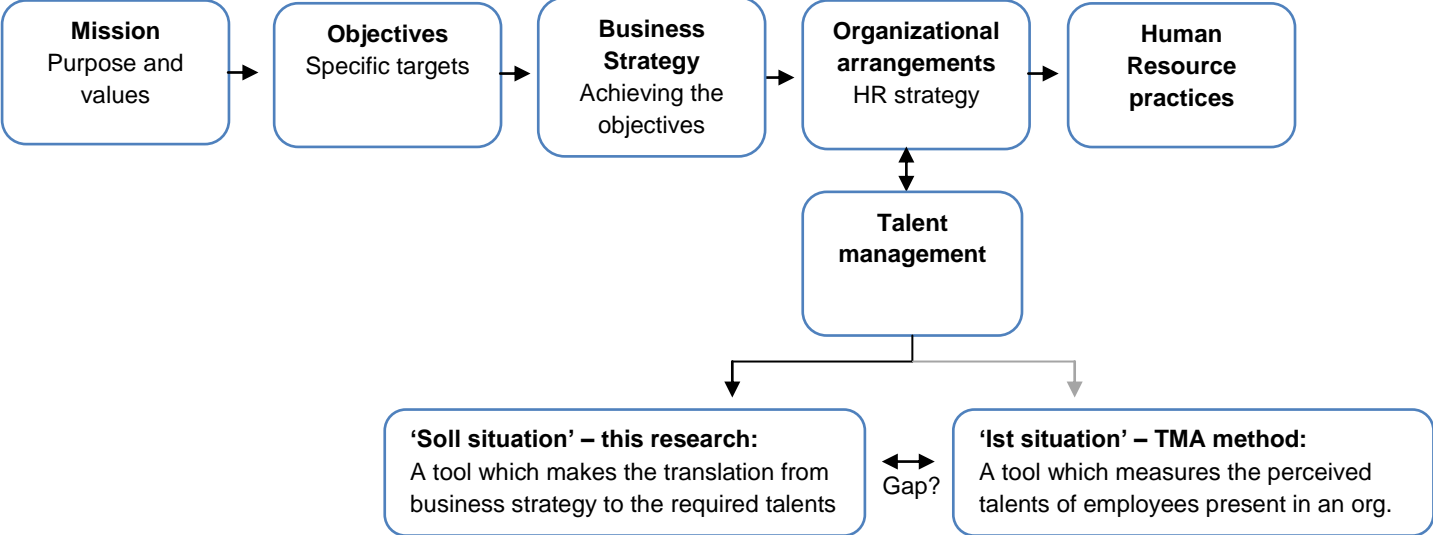 Mission
Purpose and
values
Objectives
Specific targets
Business
Strategy
Achieving the
objectives
Organizational
arrangements
HR strategy
Human
Resource
practices
Talent
management
‘Soll situation’ – this research:
A tool which makes the translation from
business strategy to the required talents
Gap?
‘Ist situation’ – TMA method:
A tool which measures the perceived
talents of employees present in an org.